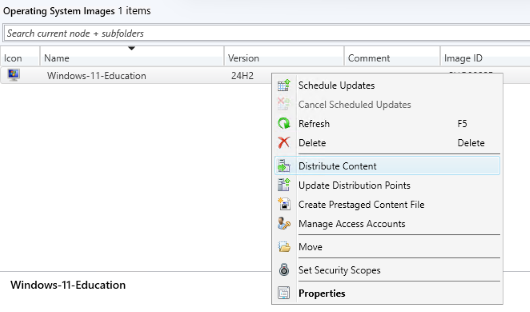 Operating System Images 1 items
Search current node + subfolders
Icon Name Version Comment Image ID
Windows-11-Education 24H2
Schedule Updates
Cancel Scheduled Updates
Refresh F5
Delete Delete
Distribute Content
Update Distribution Points
Create Prestaged Content File
Manage Access Accounts
Move
Set Security Scopes
Properties
Windows-11-Education